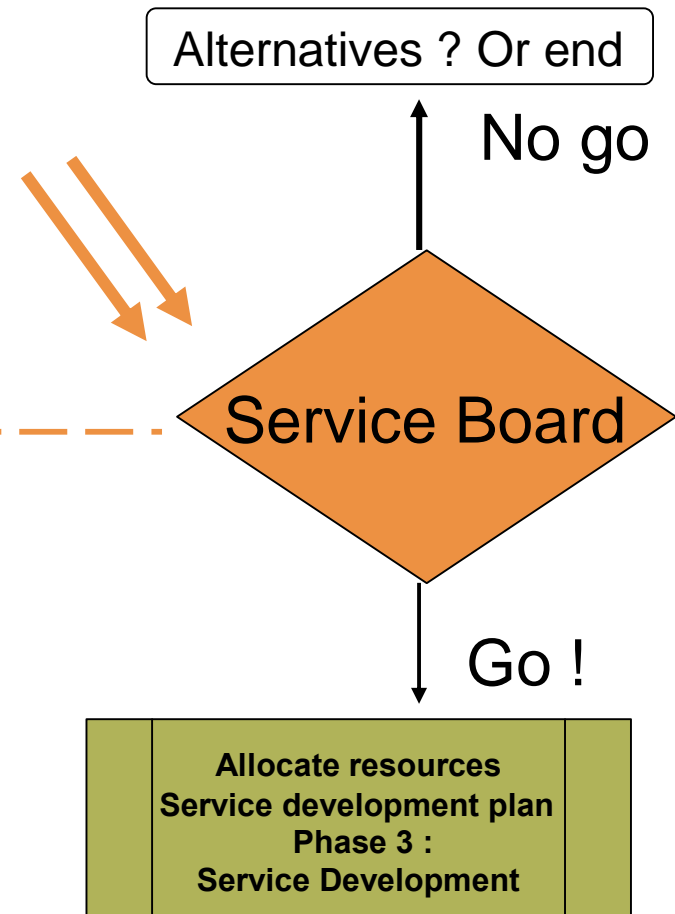 Alternatives ? Or end
No go
Service Board
Go !
Allocate resources
Service development plan
Phase 3 :
Service Development